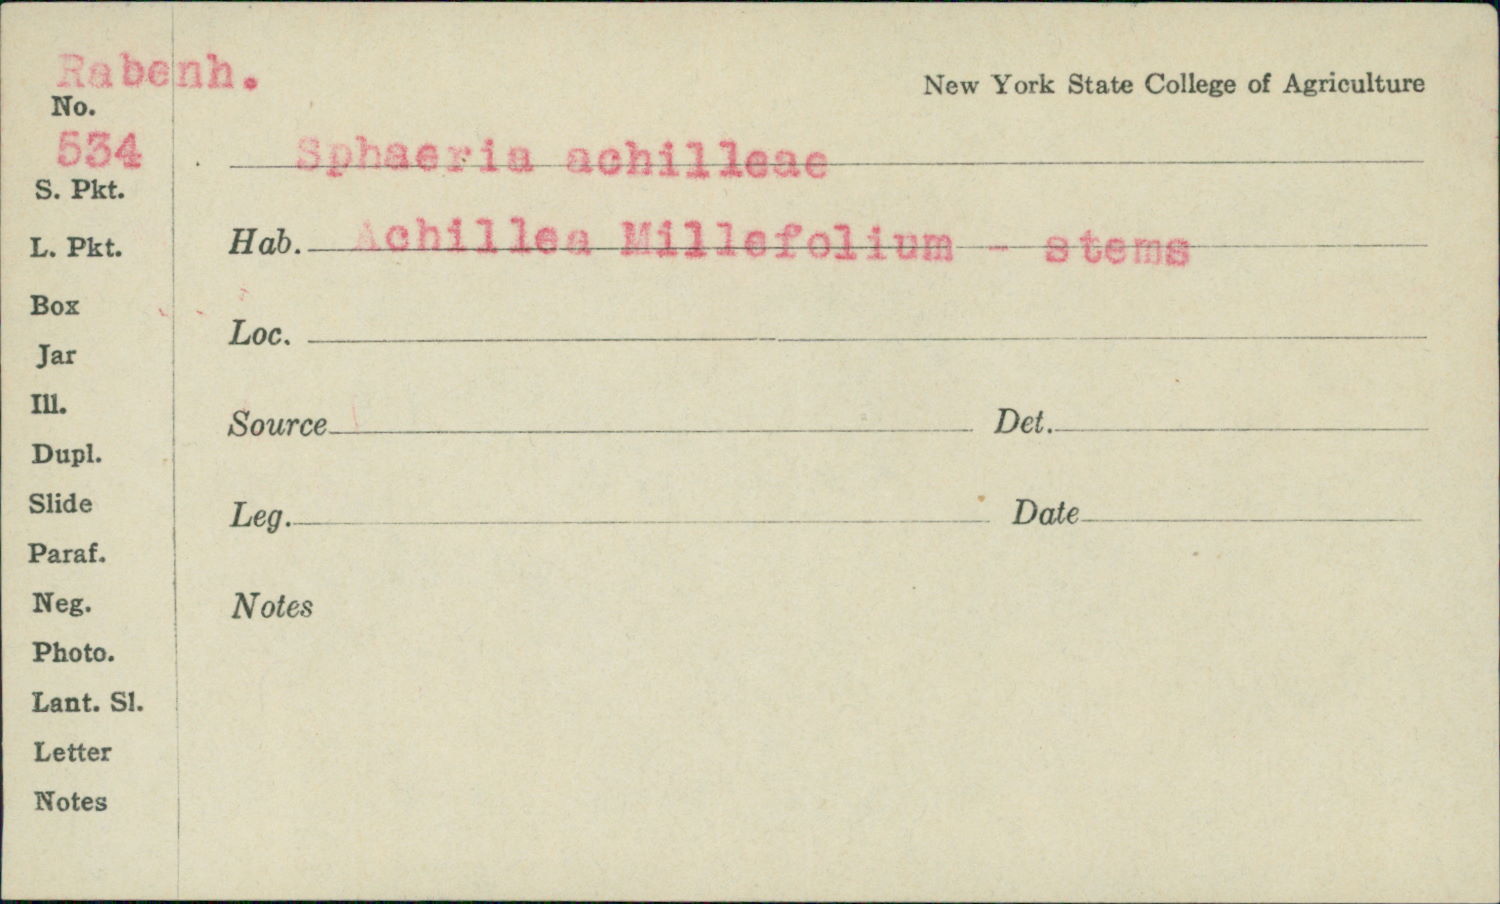 Rabenh.
New York State College of Agriculture
No.
534
Sphaeria achilleae
S. Pkt.
Hab. Achillea Millefolium - stems
L. Pkt.
Box
Loc.
Jar
Ill.
Source Det.
Dupl.
Slide
Leg. Date
Paraf.
Neg.
Notes
Photo.
Lant. Sl.
Letter
Notes